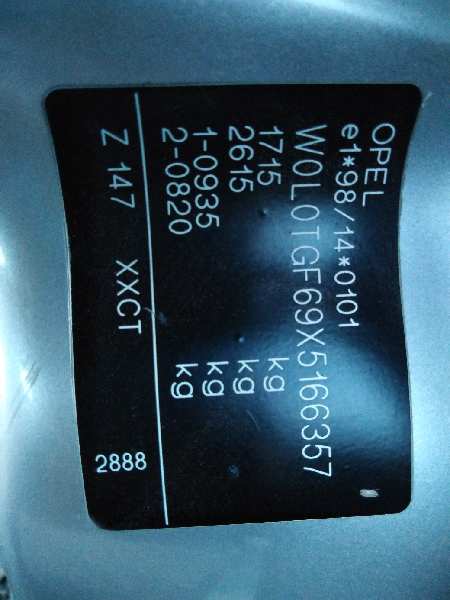 OPEL
e1*98/14*0101
W0L0TGF69X5166357
1715 kg
2615 kg
1-0935 kg
2-0820 kg
Z 147 XXCT 2888